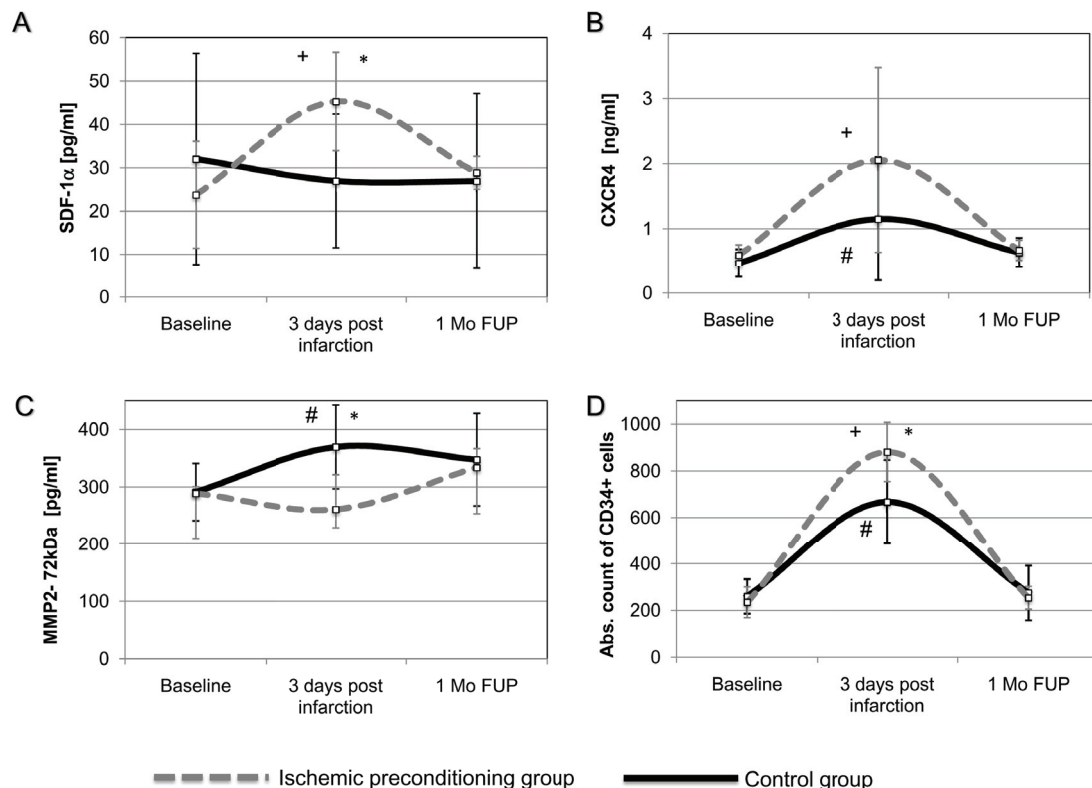 A
SDF-1α [pg/ml]
60
50
40
30
20
10
0
+ *
Baseline
3 days post
infarction
1 Mo FUP
B
CXCR4 [ng/ml]
4
3
2
1
0
+
#
Baseline
3 days post
infarction
1 Mo FUP
C
MMP2- 72kDa [pg/ml]
400
300
200
100
0
# *
Baseline
3 days post
infarction
1 Mo FUP
D
Abs. count of CD34+ cells
1000
800
600
400
200
0
+ *
#
Baseline
3 days post
infarction
1 Mo FUP
Ischemic preconditioning group
Control group